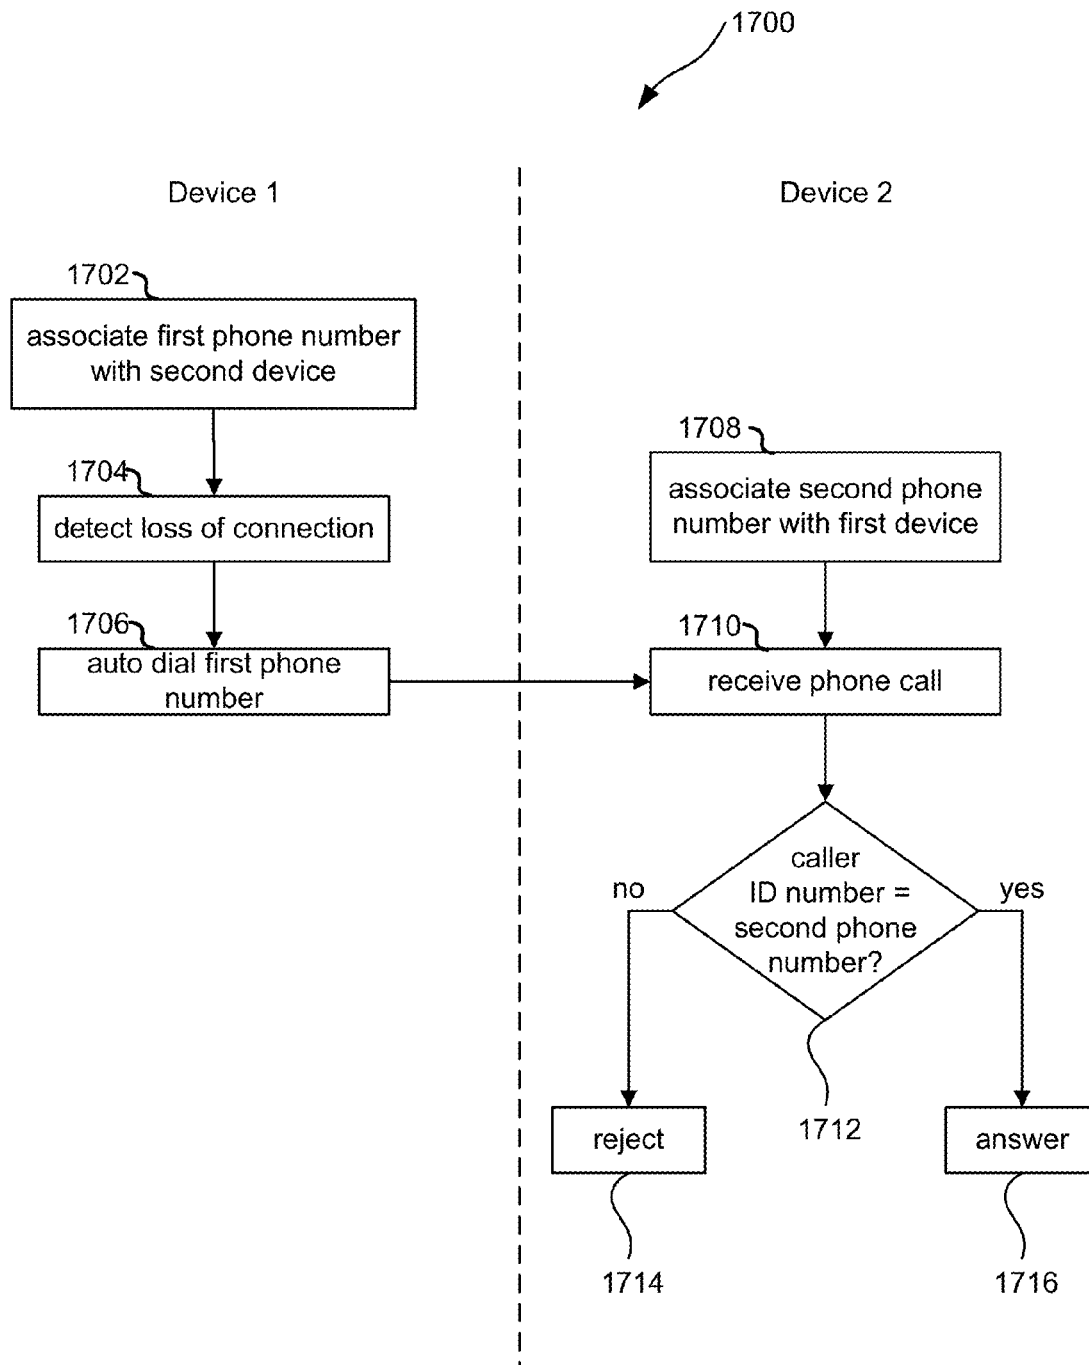 1700
Device 1
Device 2
1702
associate first phone number
with second device
1704
detect loss of connection
1706
auto dial first phone
number
1708
associate second phone
number with first device
1710
receive phone call
caller
ID number =
second phone
number?
no
yes
1712
reject
answer
1714
1716